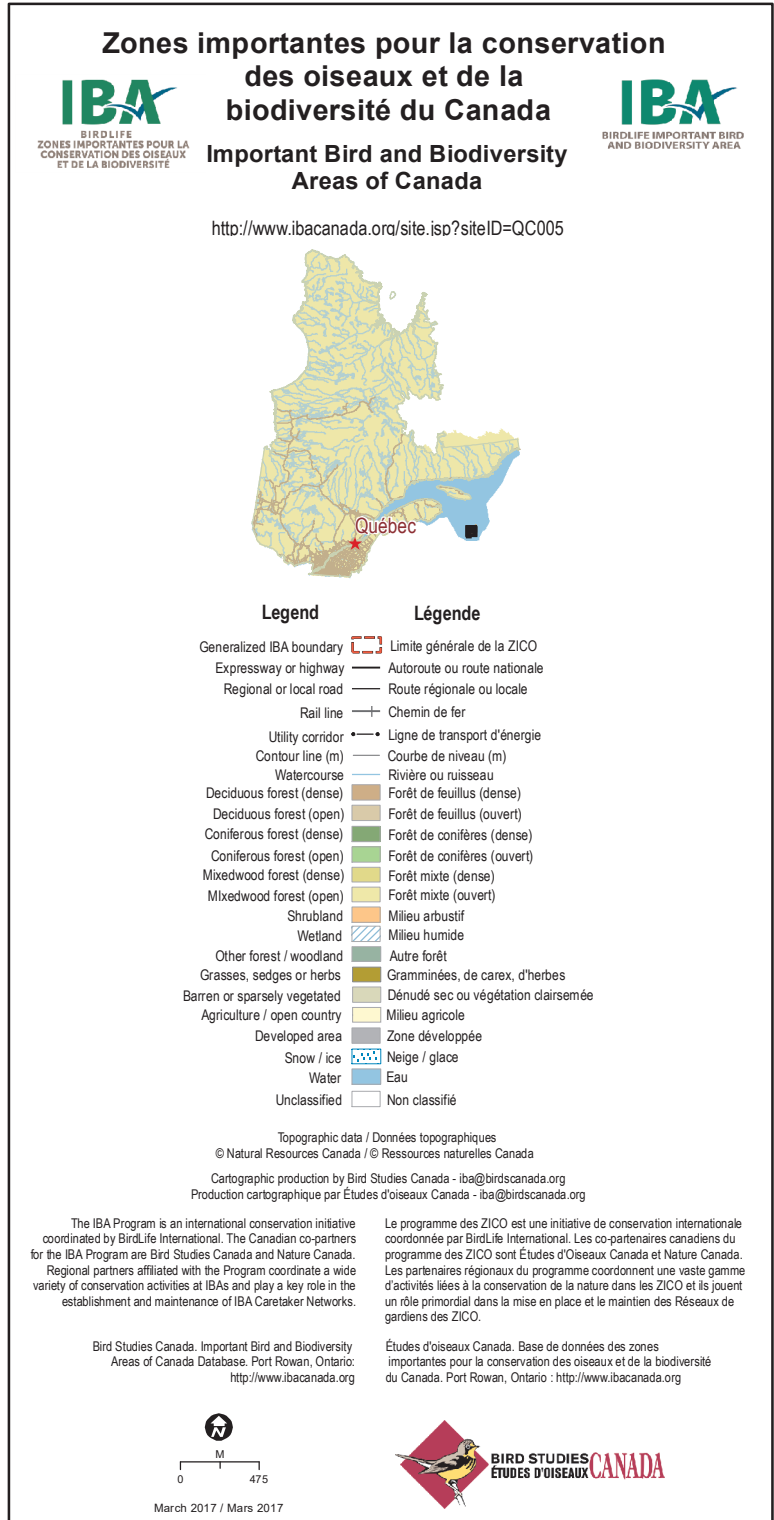 Zones importantes pour la conservation
des oiseaux et de la
biodiversité du Canada
IBA
BIRDLIFE
ZONES IMPORTANTES POUR LA
CONSERVATION DES OISEAUX
ET DE LA BIODIVERSITÉ
IBA
BIRDLIFE IMPORTANT BIRD
AND BIODIVERSITY AREA
Important Bird and Biodiversity
Areas of Canada
http://www.ibacanada.org/site.jsp?siteID=QC005
Québec
Legend Légende
Generalized IBA boundary Limite générale de la ZICO
Expressway or highway Autoroute ou route nationale
Regional or local road Route régionale ou locale
Rail line Chemin de fer
Utility corridor Ligne de transport d'énergie
Contour line (m) Courbe de niveau (m)
Watercourse Rivière ou ruisseau
Deciduous forest (dense) Forêt de feuillus (dense)
Deciduous forest (open) Forêt de feuillus (ouvert)
Coniferous forest (dense) Forêt de conifères (dense)
Coniferous forest (open) Forêt de conifères (ouvert)
Mixedwood forest (dense) Forêt mixte (dense)
MIxedwood forest (open) Forêt mixte (ouvert)
Shrubland Milieu arbustif
Wetland Milieu humide
Other forest / woodland Autre forêt
Grasses, sedges or herbs Gramminées, de carex, d'herbes
Barren or sparsely vegetated Dénudé sec ou végétation clairsemée
Agriculture / open country Milieu agricole
Developed area Zone développée
Snow / ice Neige / glace
Water Eau
Unclassified Non classifié
Topographic data / Données topographiques
© Natural Resources Canada / © Ressources naturelles Canada
Cartographic production by Bird Studies Canada - iba@birdscanada.org
Production cartographique par Études d'oiseaux Canada - iba@birdscanada.org
The IBA Program is an international conservation initiative
coordinated by BirdLife International. The Canadian co-partners
for the IBA Program are Bird Studies Canada and Nature Canada.
Regional partners affiliated with the Program coordinate a wide
variety of conservation activities at IBAs and play a key role in the
establishment and maintenance of IBA Caretaker Networks.
Le programme des ZICO est une initiative de conservation internationale
coordonnée par BirdLife International. Les co-partenaires canadiens du
programme des ZICO sont Études d'Oiseaux Canada et Nature Canada.
Les partenaires régionaux du programme coordonnent une vaste gamme
d'activités liées à la conservation de la nature dans les ZICO et ils jouent
un rôle primordial dans la mise en place et le maintien des Réseaux de
gardiens des ZICO.
Bird Studies Canada. Important Bird and Biodiversity
Areas of Canada Database. Port Rowan, Ontario:
http://www.ibacanada.org
Études d'oiseaux Canada. Base de données des zones
importantes pour la conservation des oiseaux et de la biodiversité
du Canada. Port Rowan, Ontario : http://www.ibacanada.org
N
M
0 475
March 2017 / Mars 2017
BIRD STUDIES
ÉTUDES D'OISEAUX CANADA